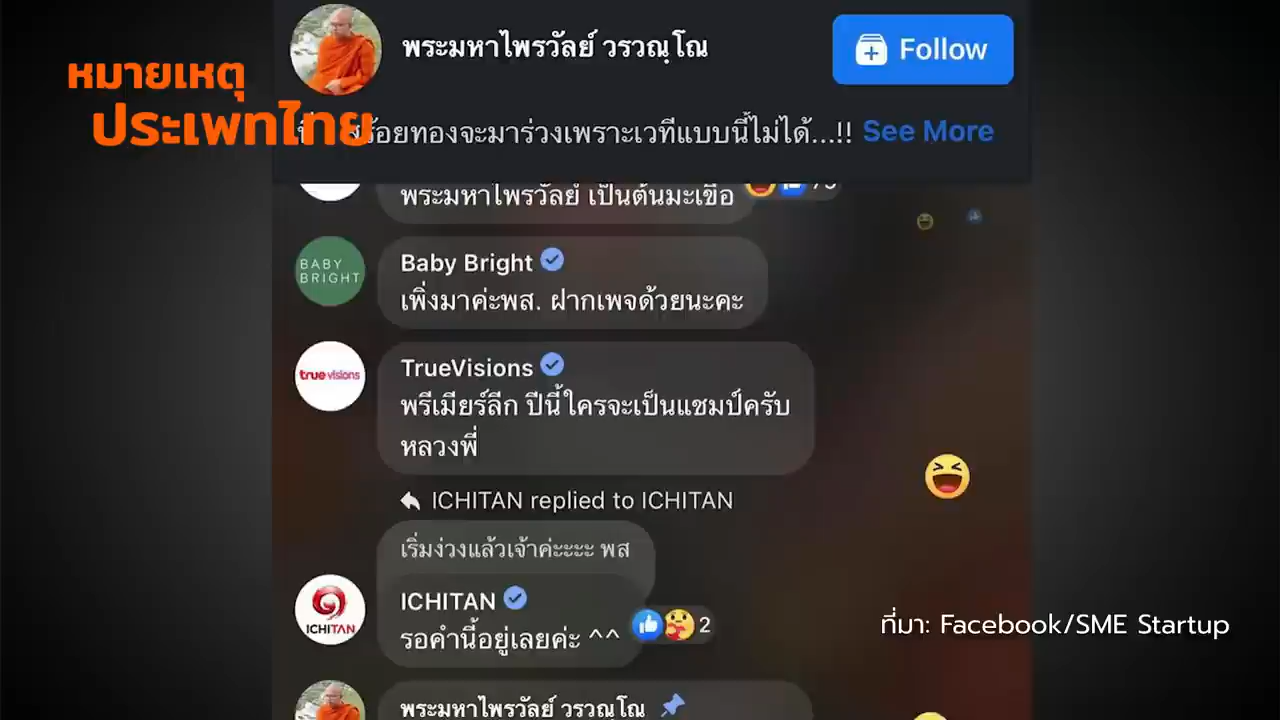 พระมหาไพรวัลย์ วรวณฺโณ
Follow
หมายเหตุ
ประเพทไทย
สร้อยทองจะมาร่วงเพราะเวทีแบบนี้ไม่ได้...!! See More
พระมหาไพรวัลย์ เป็นต้นมะเขือ
BABY BRIGHT
Baby Bright
เพิ่งมาค่ะพส. ฝากเพจด้วยนะคะ
true visions
TrueVisions
พรีเมียร์ลีก ปีนี้ใครจะเป็นแชมป์ครับ
หลวงพี่
ICHITAN replied to ICHITAN
เริ่มง่วงแล้วเจ้าค่ะะะะ พส
ICHITAN
ICHITAN
รอคำนี้อยู่เลยค่ะ ^^
2
ที่มา: Facebook/SME Startup
พระมหาไพรวัลย์ วรวณฺโณ